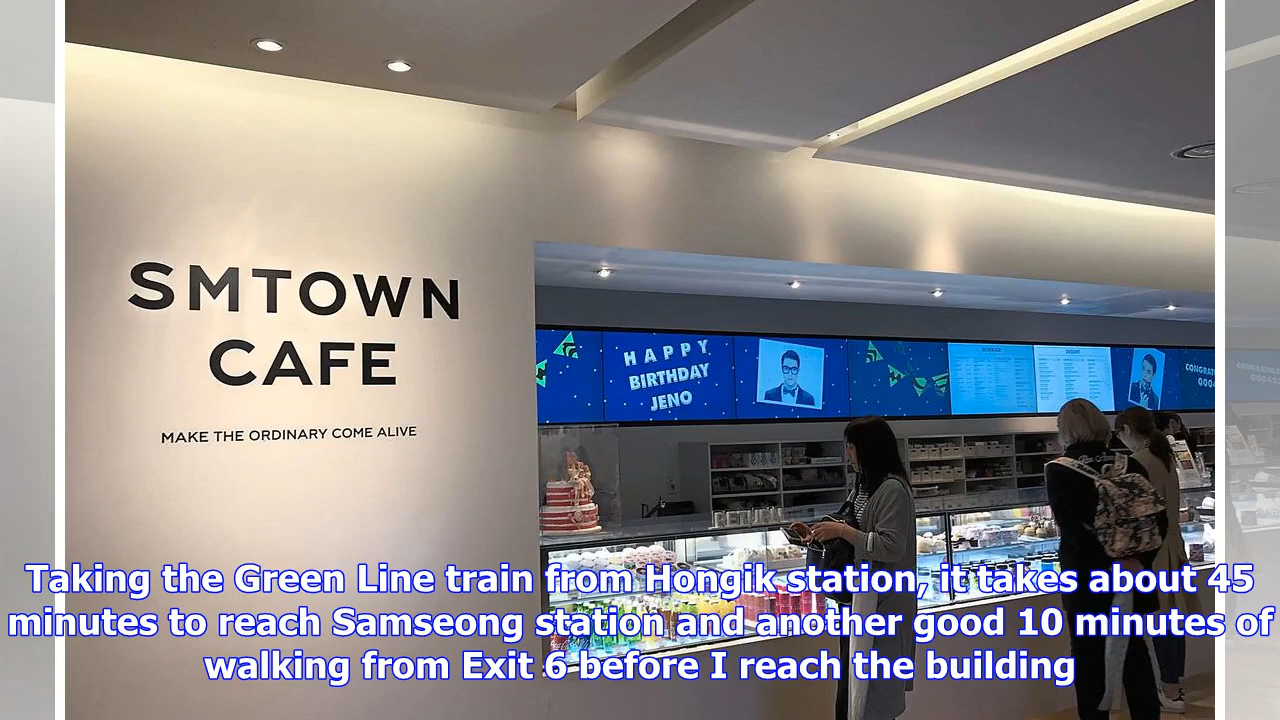 SMTOWN
CAFE
MAKE THE ORDINARY COME ALIVE
HAPPY
BIRTHDAY
JENO
Taking the Green Line train from Hongik station, it takes about 45
minutes to reach Samseong station and another good 10 minutes of
walking from Exit 6 before I reach the building